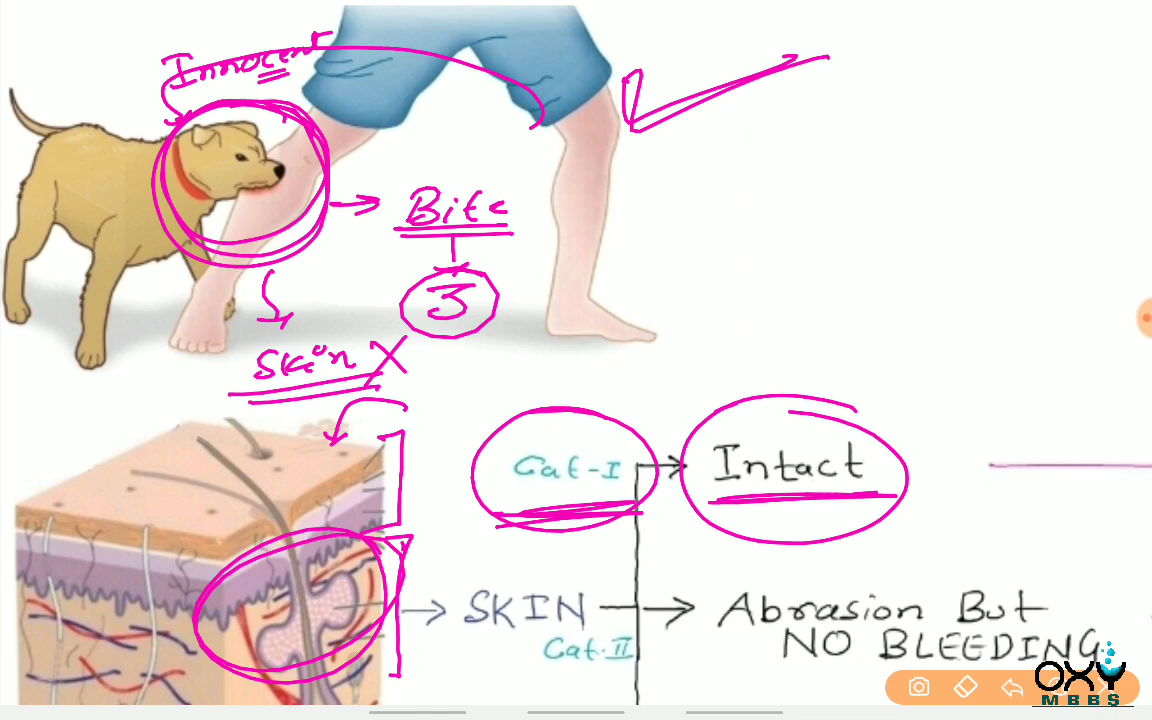 Innocent
Bite
3
Skin
Cat-I
Intact
SKIN
Abrasion But
NO BLEEDING
Cat-II
OXY
MBBS